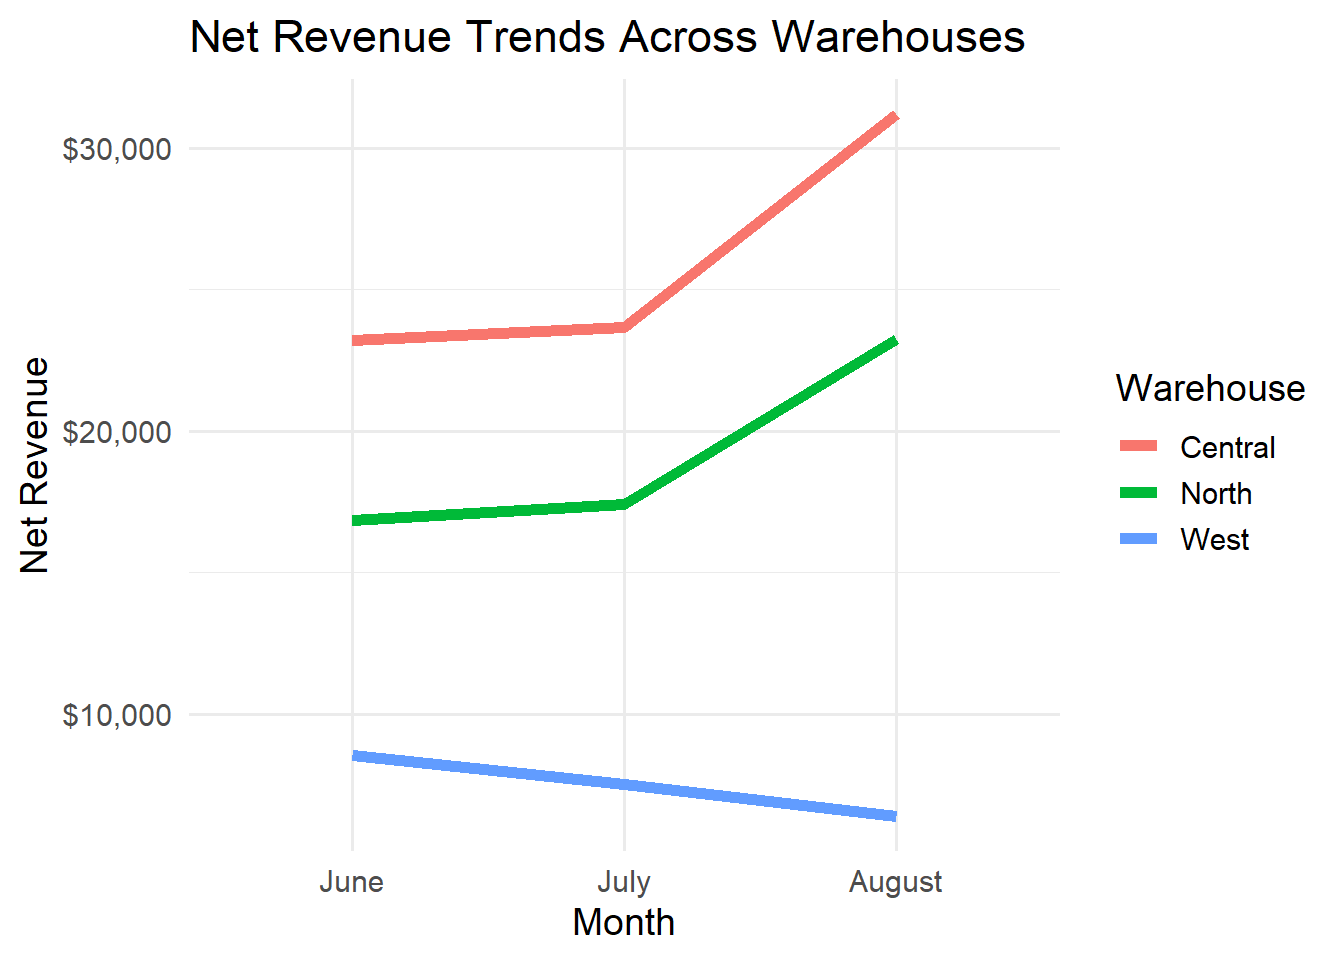 Net Revenue Trends Across Warehouses
$30,000
$20,000
$10,000
Net Revenue
June July August
Month
Warehouse
Central
North
West